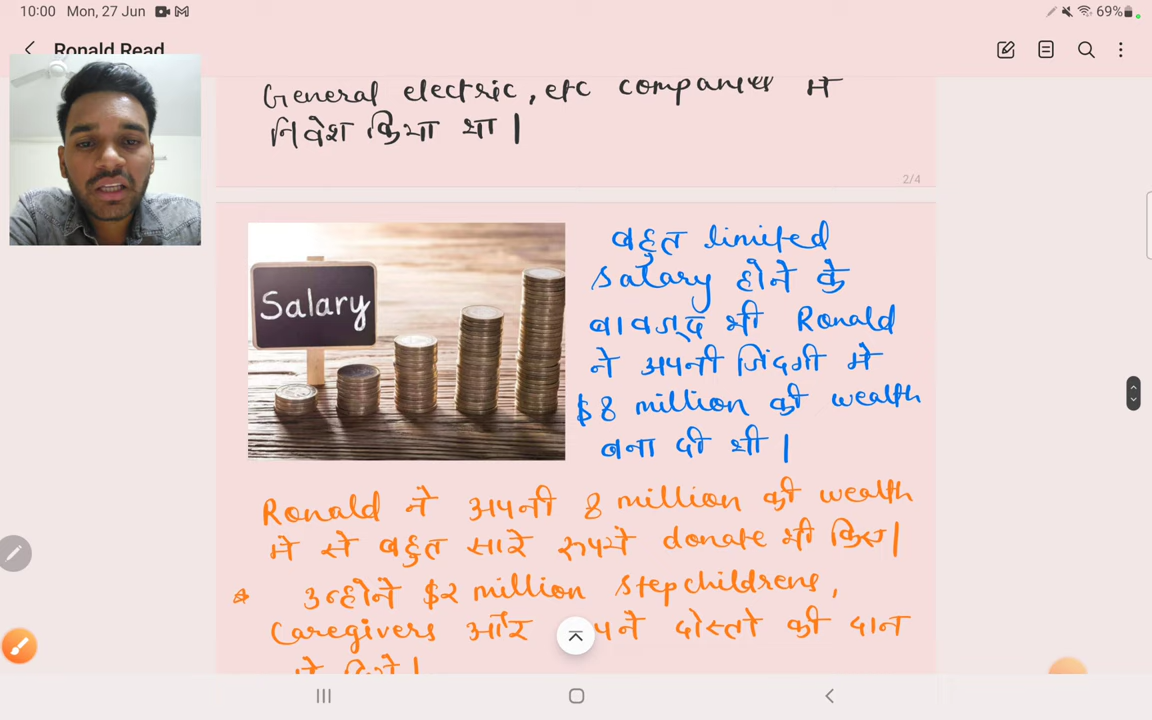 10:00 Mon, 27 Jun
69%
Ronald Read
General electric, etc companies में
निवेश किया था |
2/4
Salary
बहुत limited
salary होने के
बावजूद भी Ronald
ने अपनी जिंदगी में
$8 million की wealth
बना दी थी |
Ronald ने अपनी 8 million की wealth
में से बहुत सारे रुपये donate भी किए |
उन्होंने $2 million stepchildrens,
Caregivers और दोस्तो को दान